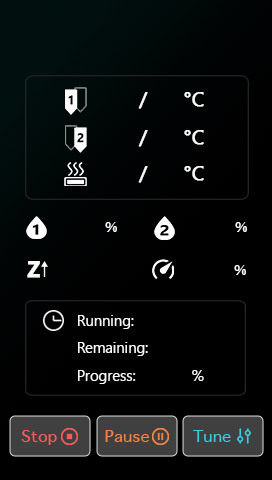 1 / °C
2 / °C
/ °C
1 % 2 %
Z↑ %
Running:
Remaining:
Progress: %
Stop Pause Tune